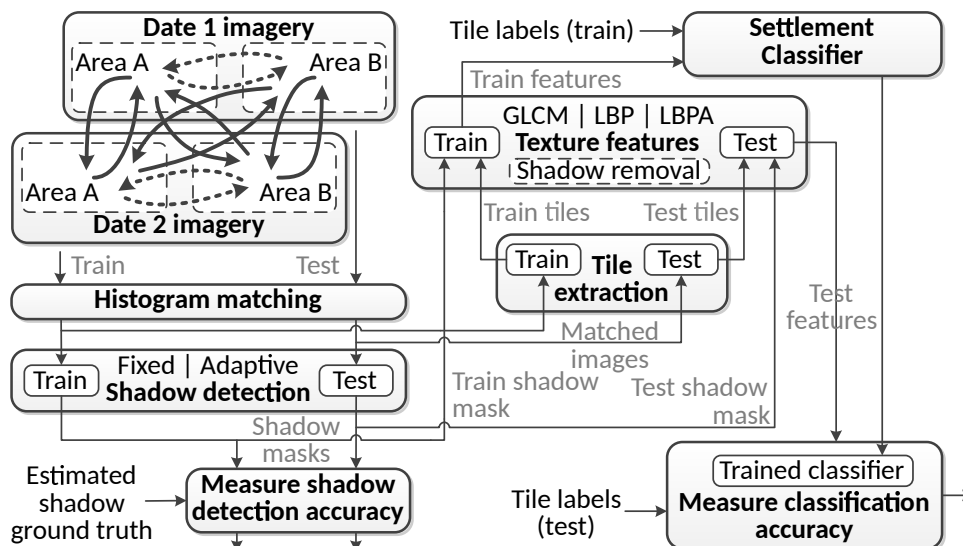 Date 1 imagery
Area A
Area B
Area A
Area B
Date 2 imagery
Train
Test
Histogram matching
Fixed | Adaptive
Train
Shadow detection
Test
Shadow
masks
Estimated
shadow
ground truth
Measure shadow
detection accuracy
Tile labels (train)
Settlement
Classifier
Train features
GLCM | LBP | LBPA
Train
Texture features
Test
Shadow removal
Train tiles
Test tiles
Train
Tile
extraction
Test
Matched
images
Test
features
Train shadow
mask
Test shadow
mask
Tile labels
(test)
Trained classifier
Measure classification
accuracy